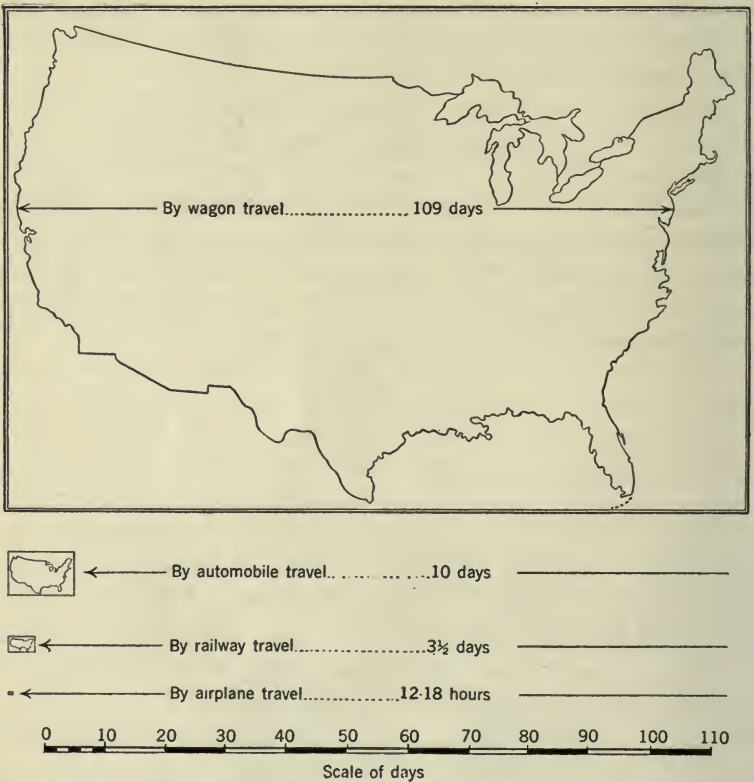 By wagon travel.................... 109 days
By automobile travel.. . .... . .. ..10 days
By railway travel......................3½ days
By airplane travel................12-18 hours
0 10 20 30 40 50 60 70 80 90 100 110
Scale of days